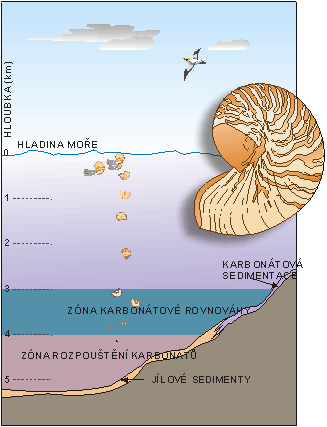 HLOUBKA (km)
HLADINA MOŘE
0
1
2
KARBONÁTOVÁ
SEDIMENTACE
3
ZÓNA KARBONÁTOVÉ ROVNOVÁHY
4
ZÓNA ROZPOUŠTĚNÍ KARBONÁTŮ
5
JÍLOVÉ SEDIMENTY